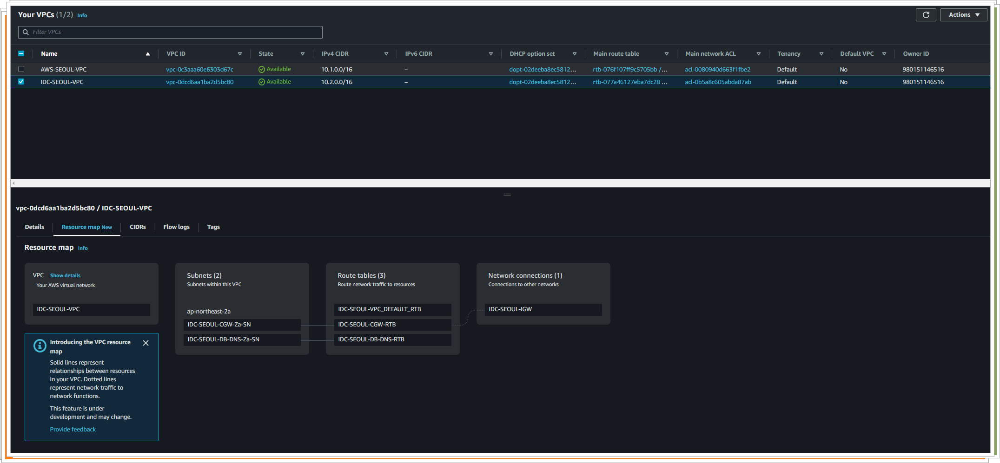 Your VPCs (1/2) Info
Actions
Filter VPCs
Name VPC ID State IPv4 CIDR IPv6 CIDR DHCP option set Main route table Main network ACL Tenancy Default VPC Owner ID
AWS-SEOUL-VPC vpc-0c3aaa60e6303d67c Available 10.1.0.0/16 – dopt-02deeba8ec5812... rtb-076f107ff9c5705bb /... acl-0080940d663f1fbe2 Default No 980151146516
IDC-SEOUL-VPC vpc-0dcd6aa1ba2d5bc80 Available 10.2.0.0/16 – dopt-02deeba8ec5812... rtb-077a46127eba7dc28 ... acl-0b5a8c605abda87ab Default No 980151146516
vpc-0dcd6aa1ba2d5bc80 / IDC-SEOUL-VPC
Details Resource map New CIDRs Flow logs Tags
Resource map Info
VPC Show details
Your AWS virtual network
IDC-SEOUL-VPC
Subnets (2)
Subnets within this VPC
ap-northeast-2a
IDC-SEOUL-CGW-Za-SN
IDC-SEOUL-DB-DNS-Za-SN
Route tables (3)
Route network traffic to resources
IDC-SEOUL-VPC_DEFAULT_RTB
IDC-SEOUL-CGW-RTB
IDC-SEOUL-DB-DNS-RTB
Network connections (1)
Connections to other networks
IDC-SEOUL-IGW
Introducing the VPC resource
map
Solid lines represent
relationships between resources
in your VPC. Dotted lines
represent network traffic to
network functions.
This feature is under
development and may change.
Provide feedback